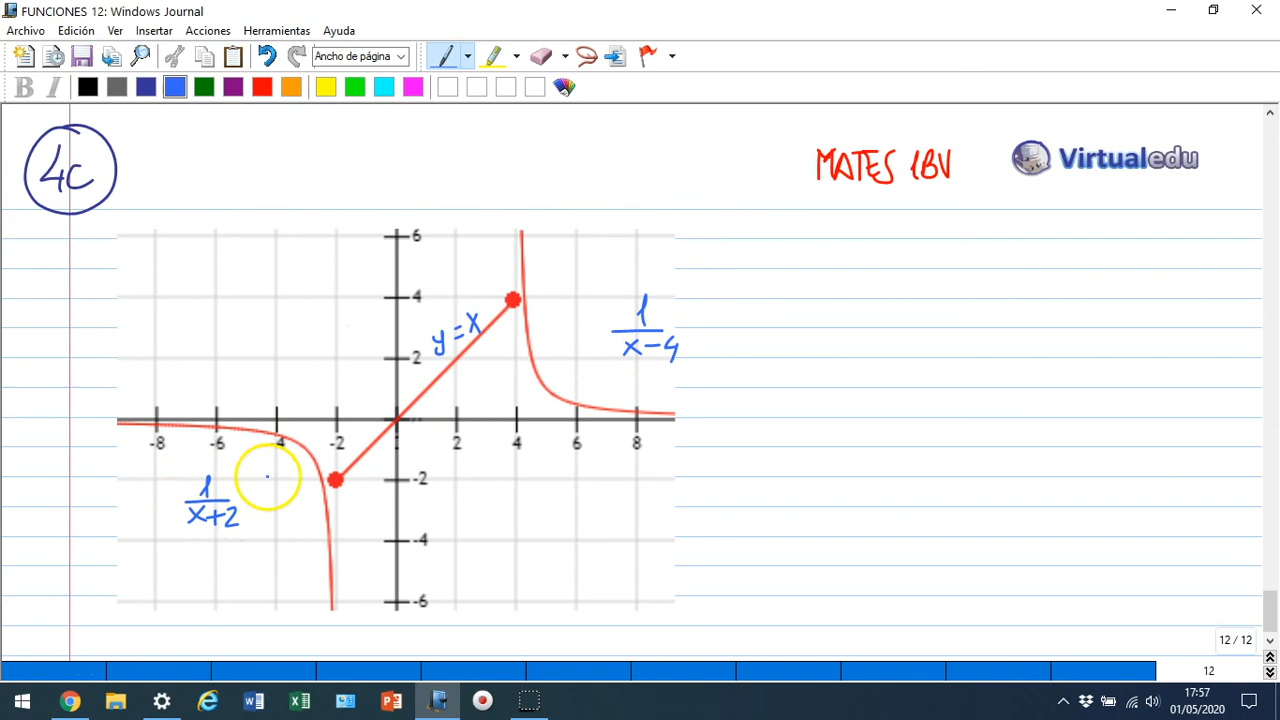 FUNCIONES 12: Windows Journal
Archivo Edición Ver Insertar Acciones Herramientas Ayuda
Ancho de página
B I
4c
MATES 1BV
Virtualedu
6
4
1
x-4
y=x
2
-8 -6 -4 -2 2 4 6 8
1
x+2
-2
-4
-6
12 / 12
12
17:57
01/05/2020